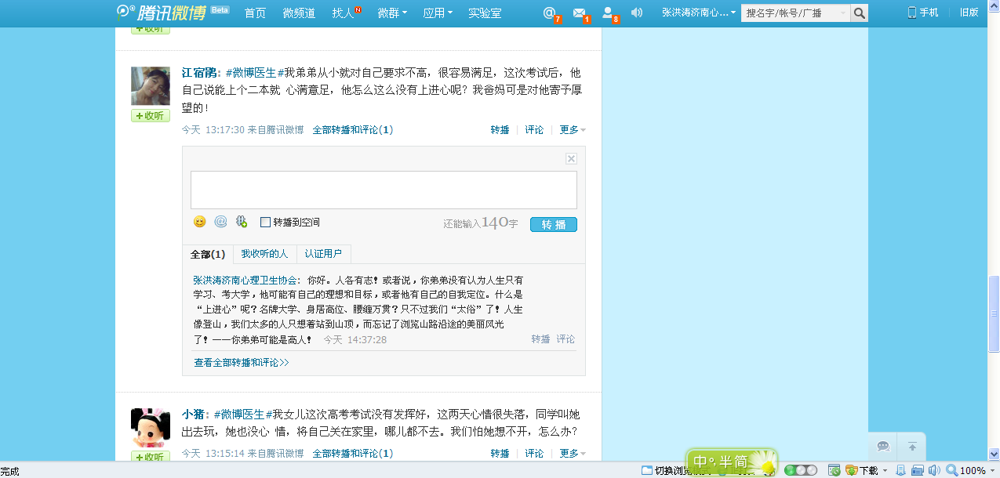 腾讯微博 Beta 首页 微频道 找人 N 微群 应用 实验室 @ 7 1 8 张洪涛济南心... 搜名字/帐号/广播 手机 旧版
+收听
江宿鹃：#微博医生#我弟弟从小就对自己要求不高，很容易满足，这次考试后，他
自己说能上个二本就 心满意足，他怎么这么没有上进心呢？我爸妈可是对他寄予厚
望的！
+收听
今天 13:17:30 来自腾讯微博 全部转播和评论(1) 转播 评论 更多
@ # 转播到空间 还能输入140字 转播
全部(1) 我收听的人 认证用户
张洪涛济南心理卫生协会：你好。人各有志！或者说，你弟弟没有认为人生只有
学习、考大学，他可能有自己的理想和目标，或者他有自己的自我定位。什么是
“上进心”呢？名牌大学、身居高位、腰缠万贯？只不过我们“太俗”了！人生
像登山，我们太多的人只想着站到山顶，而忘记了浏览山路沿途的美丽风光
了！——你弟弟可能是高人！ 今天 14:37:28 转播 评论
查看全部转播和评论>>
小猪：#微博医生#我女儿这次高考考试没有发挥好，这两天心情很失落，同学叫她
出去玩，她也没心 情，将自己关在家里，哪儿都不去。我们怕她想不开，怎么办？
+收听
今天 13:15:14 来自腾讯微博 全部转播和评论(1) 转播 评论 更多
中°,半简
完成 切换浏览 下载 100%